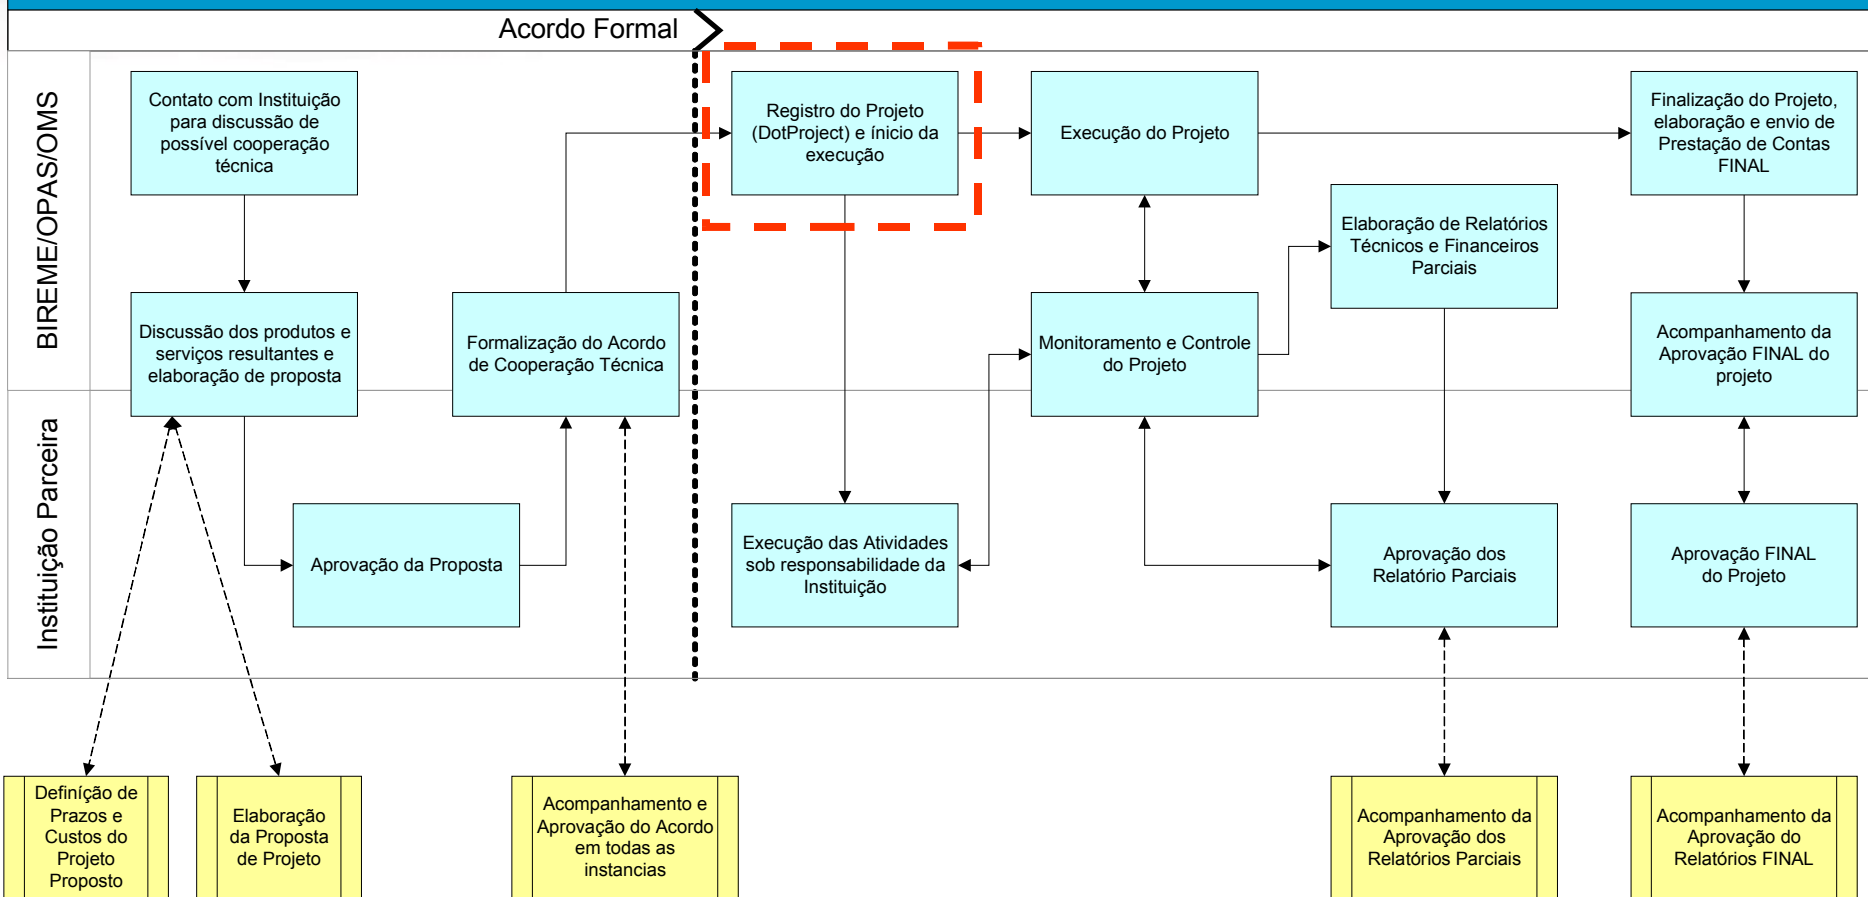 Acordo Formal
BIREME/OPAS/OMS
Contato com Instituição
para discussão de
possível cooperação
técnica
Registro do Projeto
(DotProject) e ínicio da
execução
Execução do Projeto
Finalização do Projeto,
elaboração e envio de
Prestação de Contas
FINAL
Elaboração de Relatórios
Técnicos e Financeiros
Parciais
Discussão dos produtos e
serviços resultantes e
elaboração de proposta
Formalização do Acordo
de Cooperação Técnica
Monitoramento e Controle
do Projeto
Acompanhamento da
Aprovação FINAL do
projeto
Instituição Parceira
Aprovação da Proposta
Execução das Atividades
sob responsabilidade da
Instituição
Aprovação dos
Relatório Parciais
Aprovação FINAL
do Projeto
Definíção de
Prazos e
Custos do
Projeto
Proposto
Elaboração
da Proposta
de Projeto
Acompanhamento e
Aprovação do Acordo
em todas as
instancias
Acompanhamento da
Aprovação dos
Relatórios Parciais
Acompanhamento da
Aprovação do
Relatórios FINAL